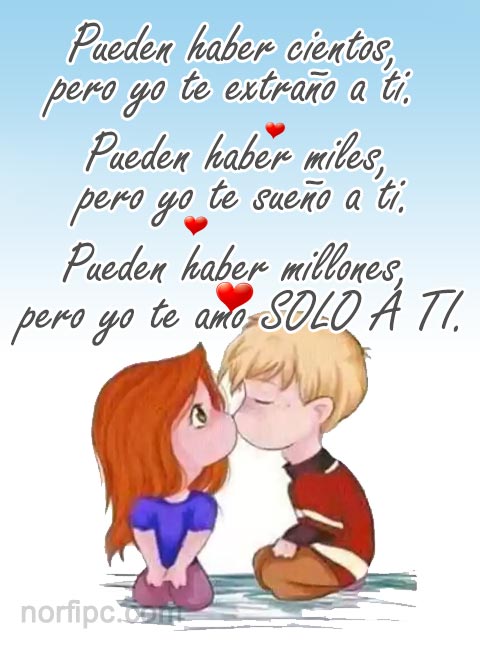 Pueden haber cientos,
pero yo te extraño a ti.
Pueden haber miles,
pero yo te sueño a ti.
Pueden haber millones,
pero yo te amo SOLO A TI.
norfipc.com